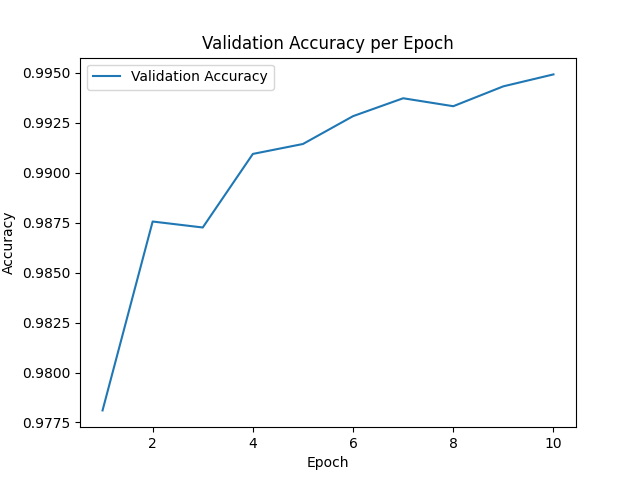 Validation Accuracy per Epoch
Validation Accuracy
0.9950
0.9925
0.9900
0.9875
0.9850
0.9825
0.9800
0.9775
Accuracy
2 4 6 8 10
Epoch